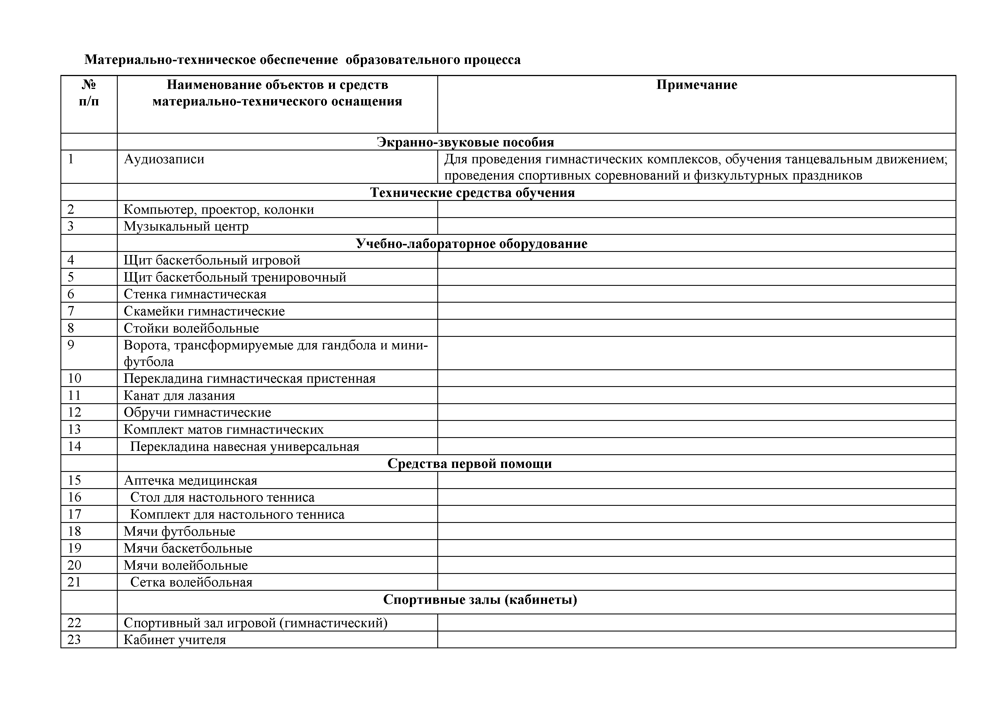 Материально-техническое обеспечение  образовательного процесса
№ Наименование объектов и средств Примечание
п/п материально-технического оснащения
Экранно-звуковые пособия
1 Аудиозаписи Для проведения гимнастических комплексов, обучения танцевальным движением;
проведения спортивных соревнований и физкультурных праздников
Технические средства обучения
2 Компьютер, проектор, колонки
3 Музыкальный центр
Учебно-лабораторное оборудование
4 Щит баскетбольный игровой
5 Щит баскетбольный тренировочный
6 Стенка гимнастическая
7 Скамейки гимнастические
8 Стойки волейбольные
9 Ворота, трансформируемые для гандбола и мини-
футбола
10 Перекладина гимнастическая пристенная
11 Канат для лазания
12 Обручи гимнастические
13 Комплект матов гимнастических
14 Перекладина навесная универсальная
Средства первой помощи
15 Аптечка медицинская
16 Стол для настольного тенниса
17 Комплект для настольного тенниса
18 Мячи футбольные
19 Мячи баскетбольные
20 Мячи волейбольные
21 Сетка волейбольная
Спортивные залы (кабинеты)
22 Спортивный зал игровой (гимнастический)
23 Кабинет учителя